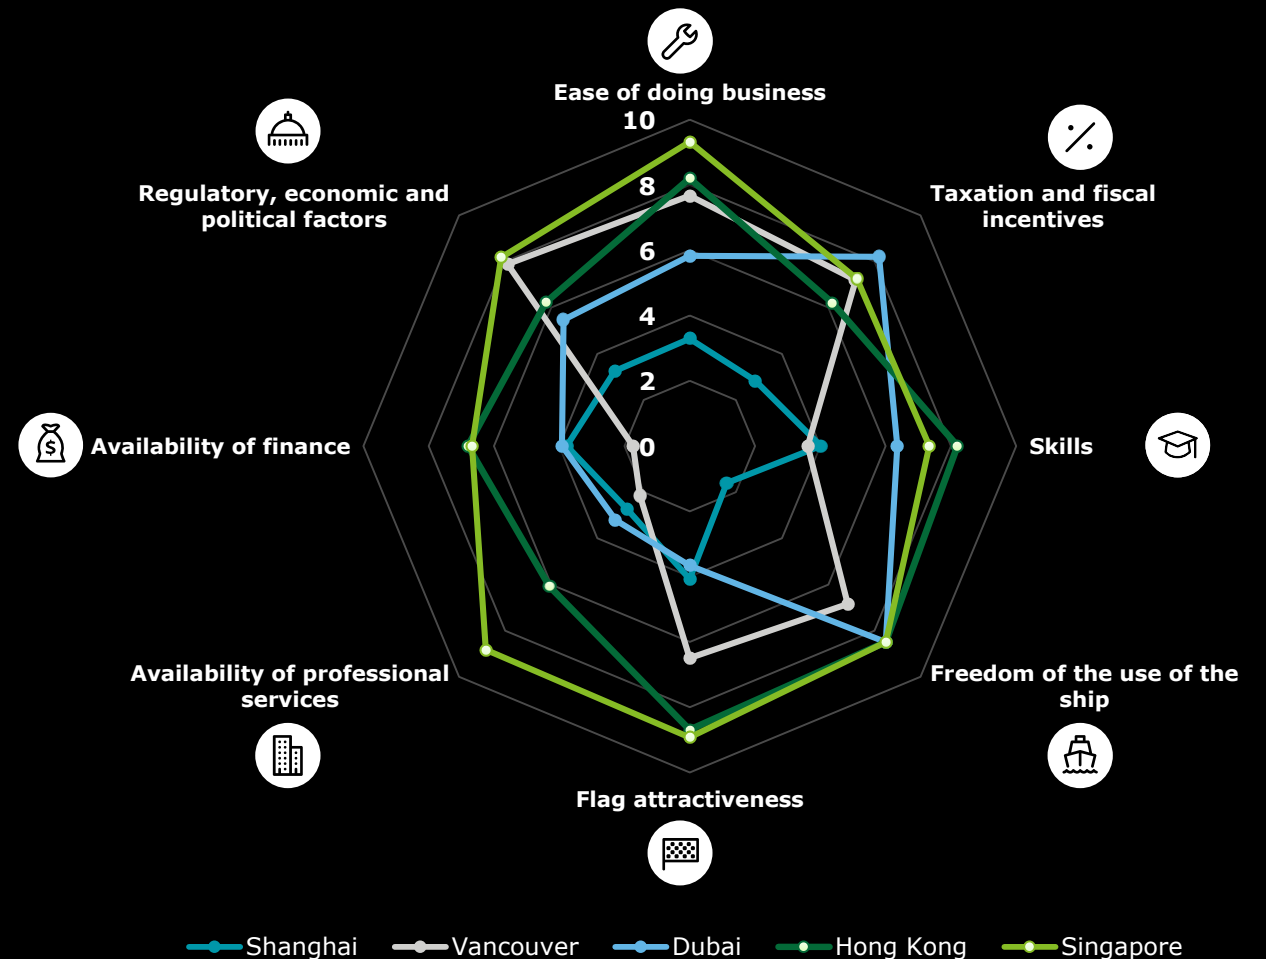 Ease of doing business
10
8
6
4
2
0
Taxation and fiscal
incentives
Skills
Freedom of the use of the
ship
Flag attractiveness
Availability of professional
services
Availability of finance
$
Regulatory, economic and
political factors
Shanghai
Vancouver
Dubai
Hong Kong
Singapore